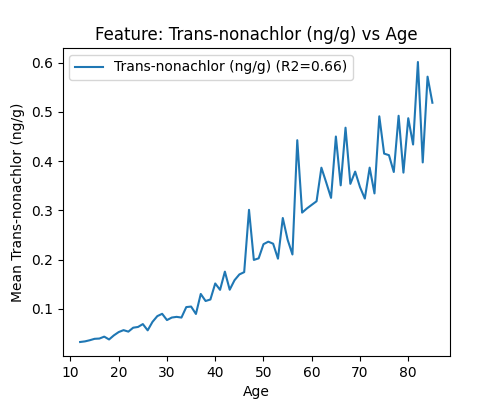 Feature: Trans-nonachlor (ng/g) vs Age
Trans-nonachlor (ng/g) (R2=0.66)
Mean Trans-nonachlor (ng/g)
0.6
0.5
0.4
0.3
0.2
0.1
10 20 30 40 50 60 70 80
Age